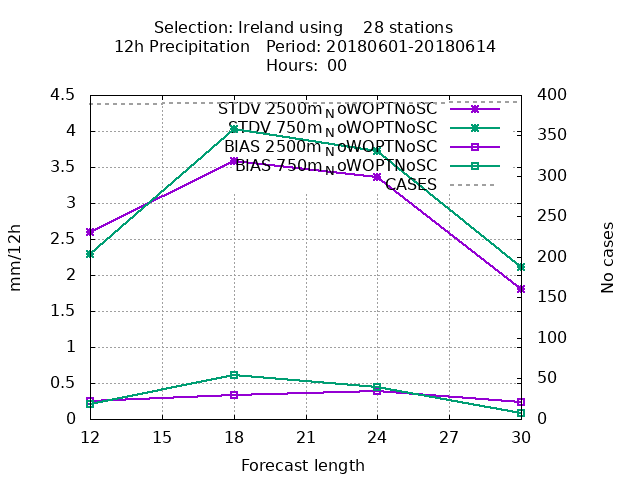 Selection: Ireland using    28 stations
12h Precipitation   Period: 20180601-20180614
Hours:  00
4.5
4
3.5
3
2.5
2
1.5
1
0.5
0
400
350
300
250
200
150
100
50
0
STDV 2500m_NoWOPTNoSC
STDV 750m_NoWOPTNoSC
BIAS 2500m_NoWOPTNoSC
BIAS 750m_NoWOPTNoSC
CASES
mm/12h
No cases
12 15 18 21 24 27 30
Forecast length